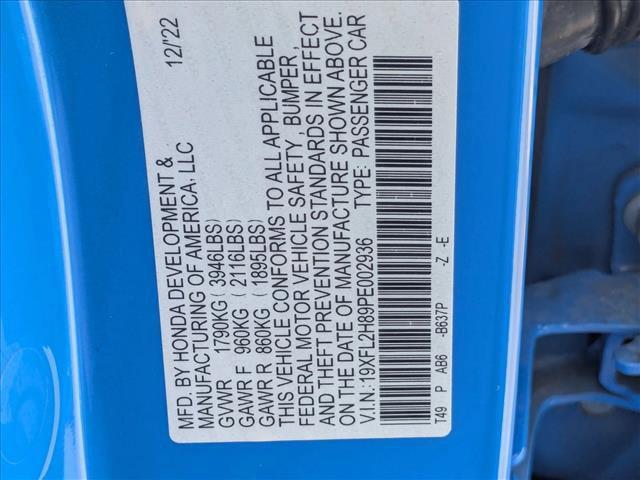 MFD. BY HONDA DEVELOPMENT & 12/22
MANUFACTURING OF AMERICA, LLC
GVWR 1790KG ( 3946LBS)
GAWR F 960KG ( 2116LBS)
GAWR R 860KG ( 1895LBS)
THIS VEHICLE CONFORMS TO ALL APPLICABLE
FEDERAL MOTOR VEHICLE SAFETY, BUMPER,
AND THEFT PREVENTION STANDARDS IN EFFECT
ON THE DATE OF MANUFACTURE SHOWN ABOVE.
V.I.N.:19XFL2H89PE002936 TYPE: PASSENGER CAR
T49 P AB6 -B637P -Z -E